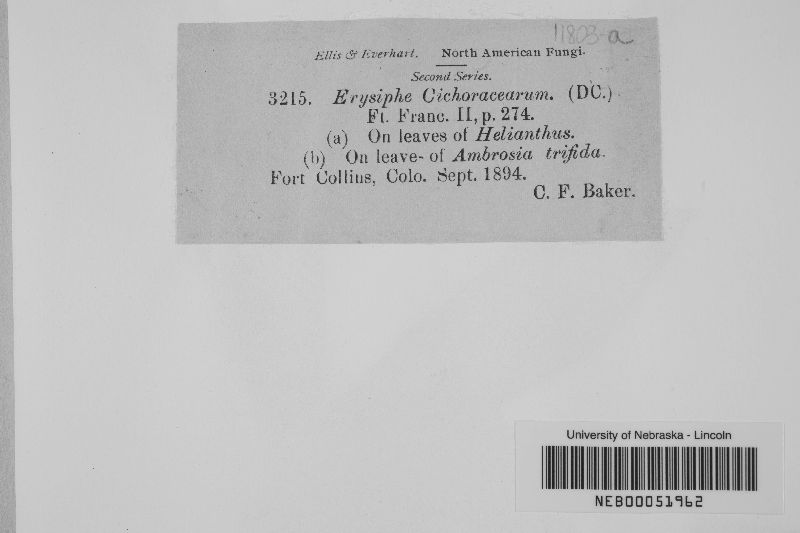 11803-a
Ellis & Everhart. North American Fungi.
Second Series.
3215. Erysiphe Cichoracearum. (DC.)
Fl. Franc. II, p. 274.
(a) On leaves of Helianthus.
(b) On leave- of Ambrosia trifida.
Fort Collins, Colo. Sept. 1894.
C. F. Baker.
University of Nebraska - Lincoln
NEB00051962